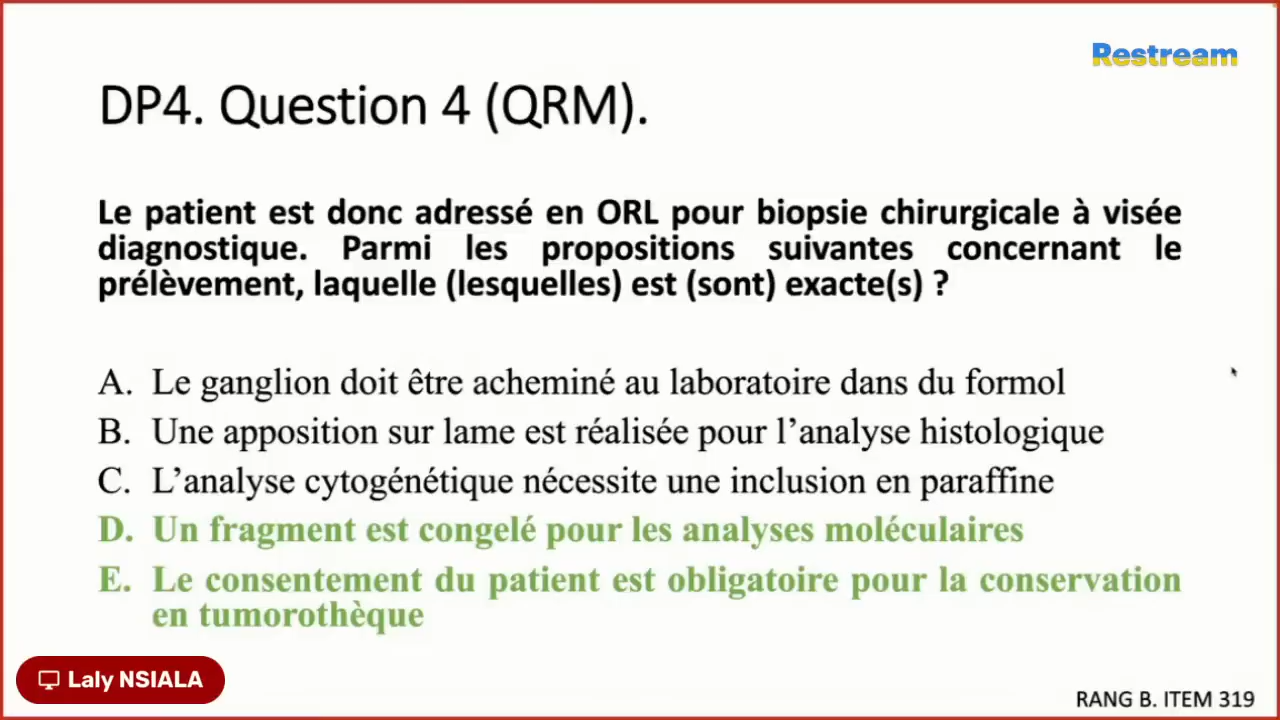 Restream
DP4. Question 4 (QRM).
Le patient est donc adressé en ORL pour biopsie chirurgicale à visée
diagnostique. Parmi les propositions suivantes concernant le
prélèvement, laquelle (lesquelles) est (sont) exacte(s) ?
A. Le ganglion doit être acheminé au laboratoire dans du formol
B. Une apposition sur lame est réalisée pour l’analyse histologique
C. L’analyse cytogénétique nécessite une inclusion en paraffine
D. Un fragment est congelé pour les analyses moléculaires
E. Le consentement du patient est obligatoire pour la conservation
en tumorothèque
Laly NSIALA
RANG B. ITEM 319